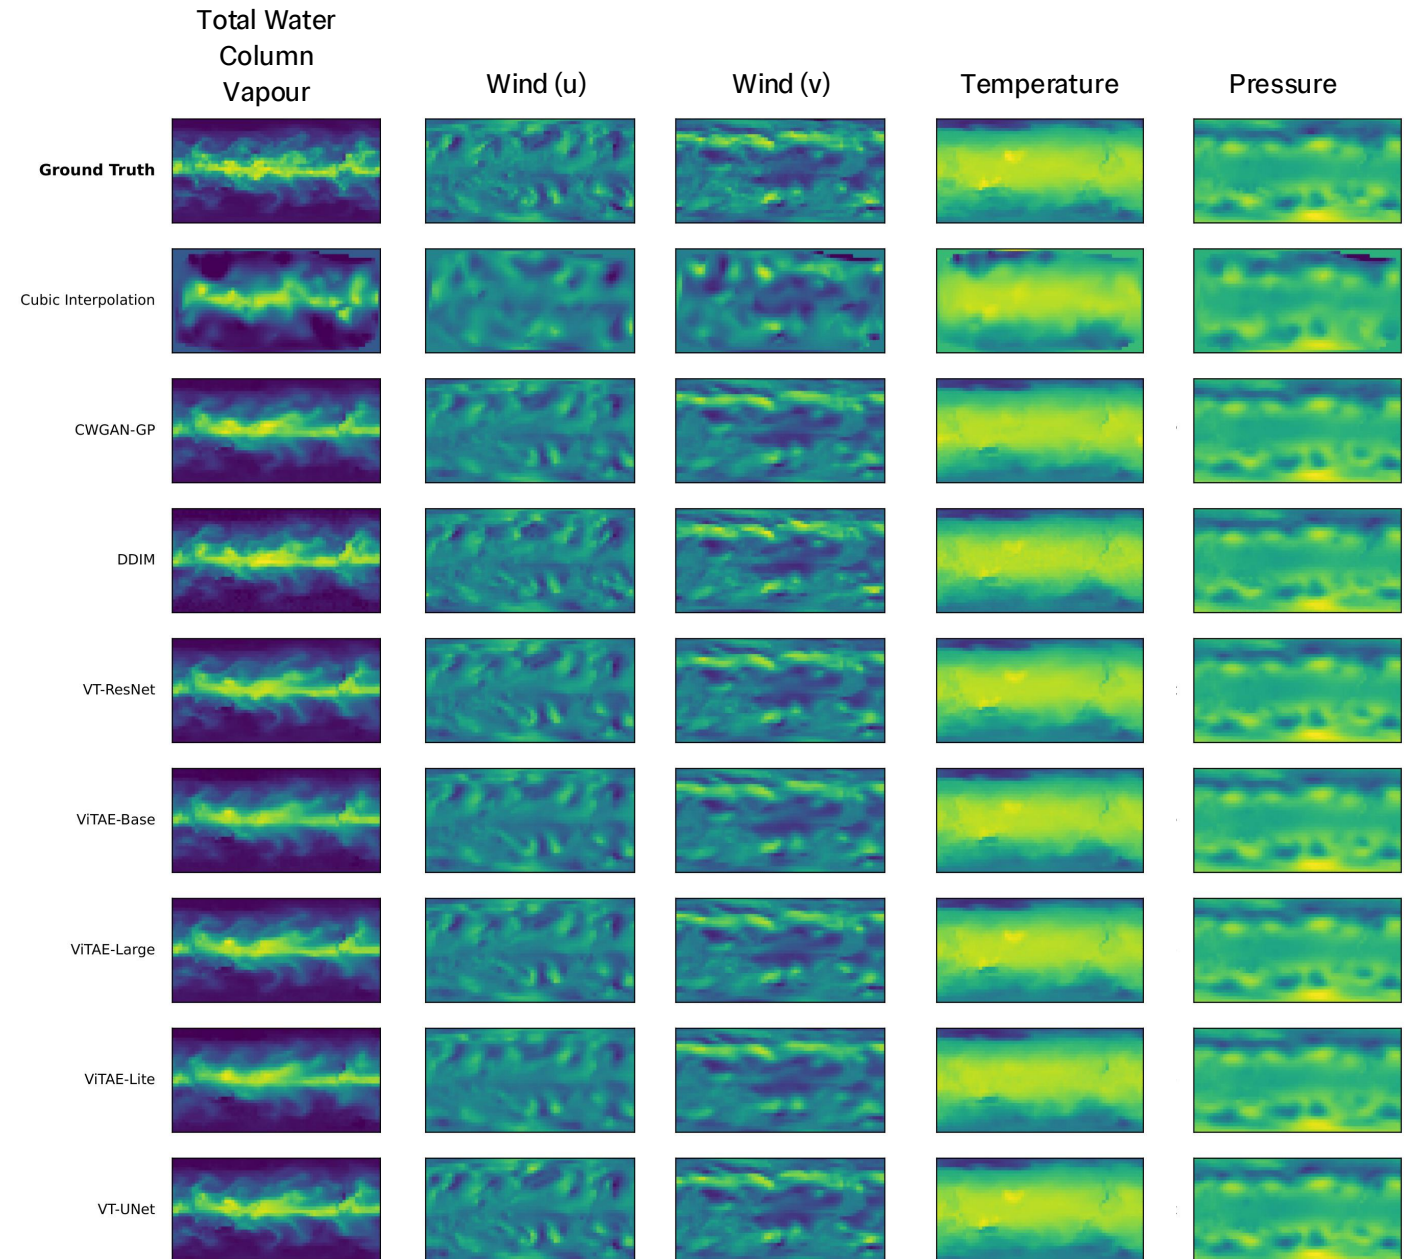 Total Water
Column
Vapour
Wind (u)
Wind (v)
Temperature
Pressure
Ground Truth
Cubic Interpolation
CWGAN-GP
DDIM
VT-ResNet
ViTAE-Base
ViTAE-Large
ViTAE-Lite
VT-UNet